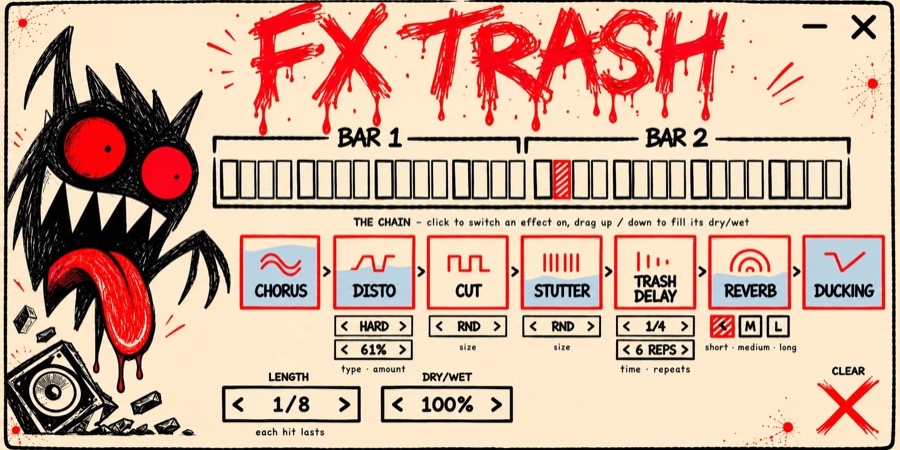 FX TRASH
BAR 1 BAR 2
THE CHAIN - click to switch an effect on, drag up / down to fill its dry/wet
CHORUS > DISTO > CUT > STUTTER > TRASH DELAY > REVERB > DUCKING
< HARD > < RND > < RND > < 1/4 > M L
< 61% > size size < 6 REPS > short · medium · long
type · amount time · repeats
LENGTH DRY/WET CLEAR
< 1/8 > < 100% >
each hit lasts